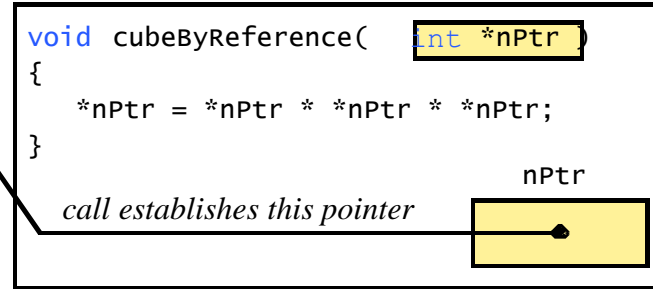 void cubeByReference( int *nPtr )
{
*nPtr = *nPtr * *nPtr * *nPtr;
}
nPtr
call establishes this pointer